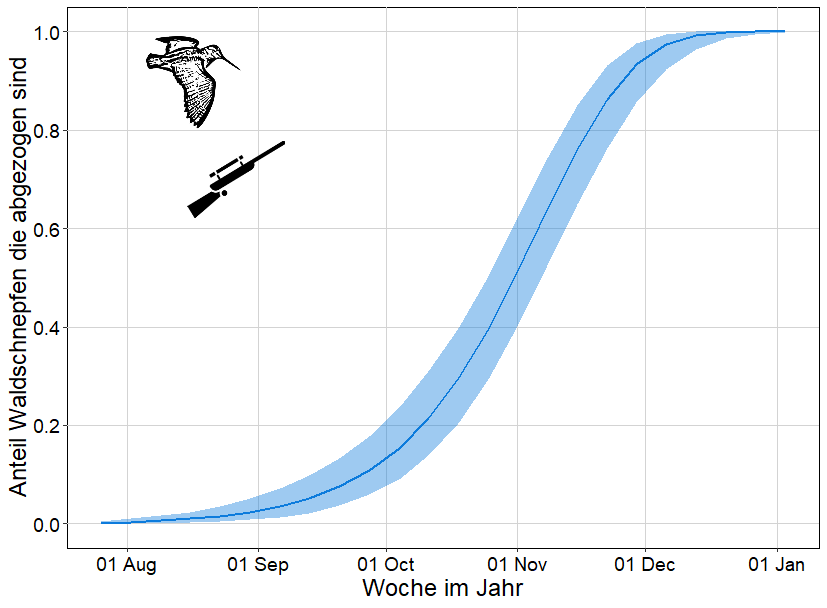 Anteil Waldschnepfen die abgezogen sind
1.0
0.8
0.6
0.4
0.2
0.0
01 Aug 01 Sep 01 Oct 01 Nov 01 Dec 01 Jan
Woche im Jahr